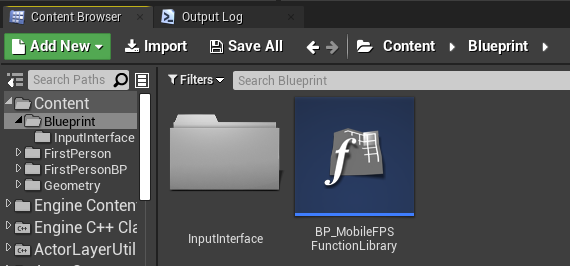 Content Browser
Output Log
Add New
Import
Save All
Content
Blueprint
Search Paths
Filters
Search Blueprint
Content
Blueprint
InputInterface
FirstPerson
FirstPersonBP
Geometry
Engine Content
Engine C++ Cla
ActorLayerUtil
InputInterface
BP_MobileFPS
FunctionLibrary